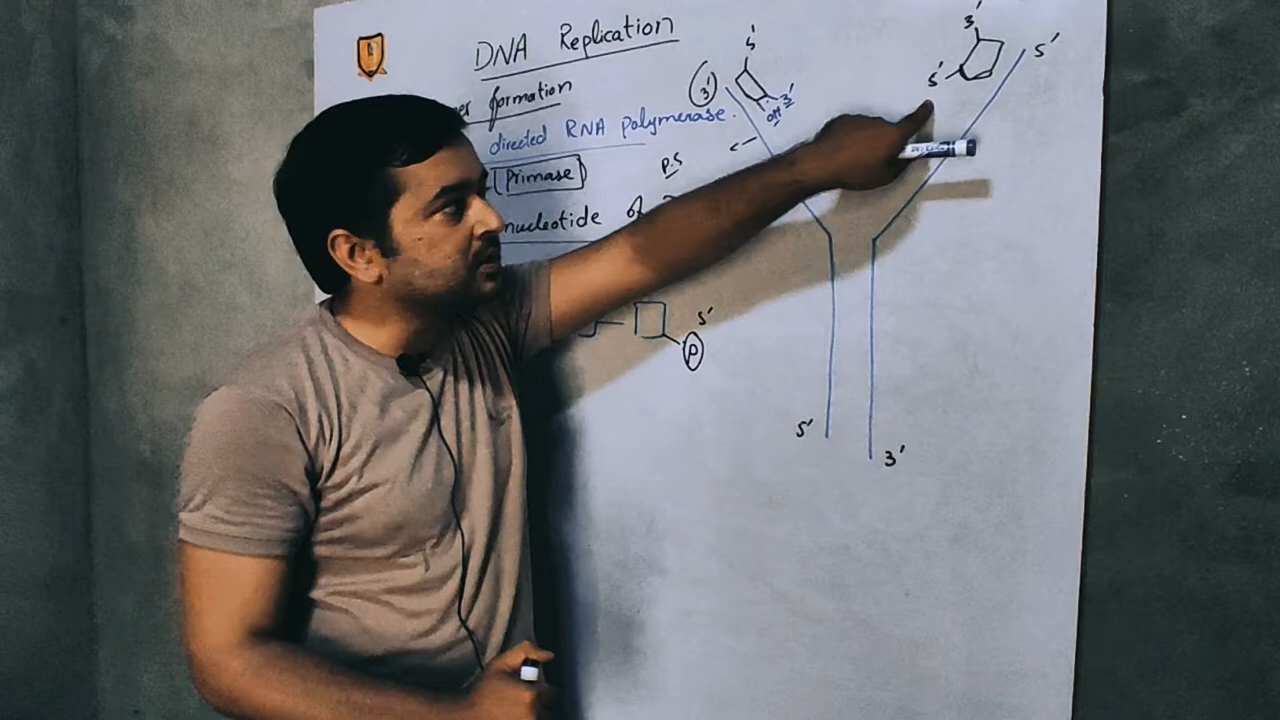 DNA Replication
formation
directed RNA polymerase.
(Primase)
nucleotide of
P.S
3'
5'
OH 3'
3'
5'
5'
5'
P
5'
3'